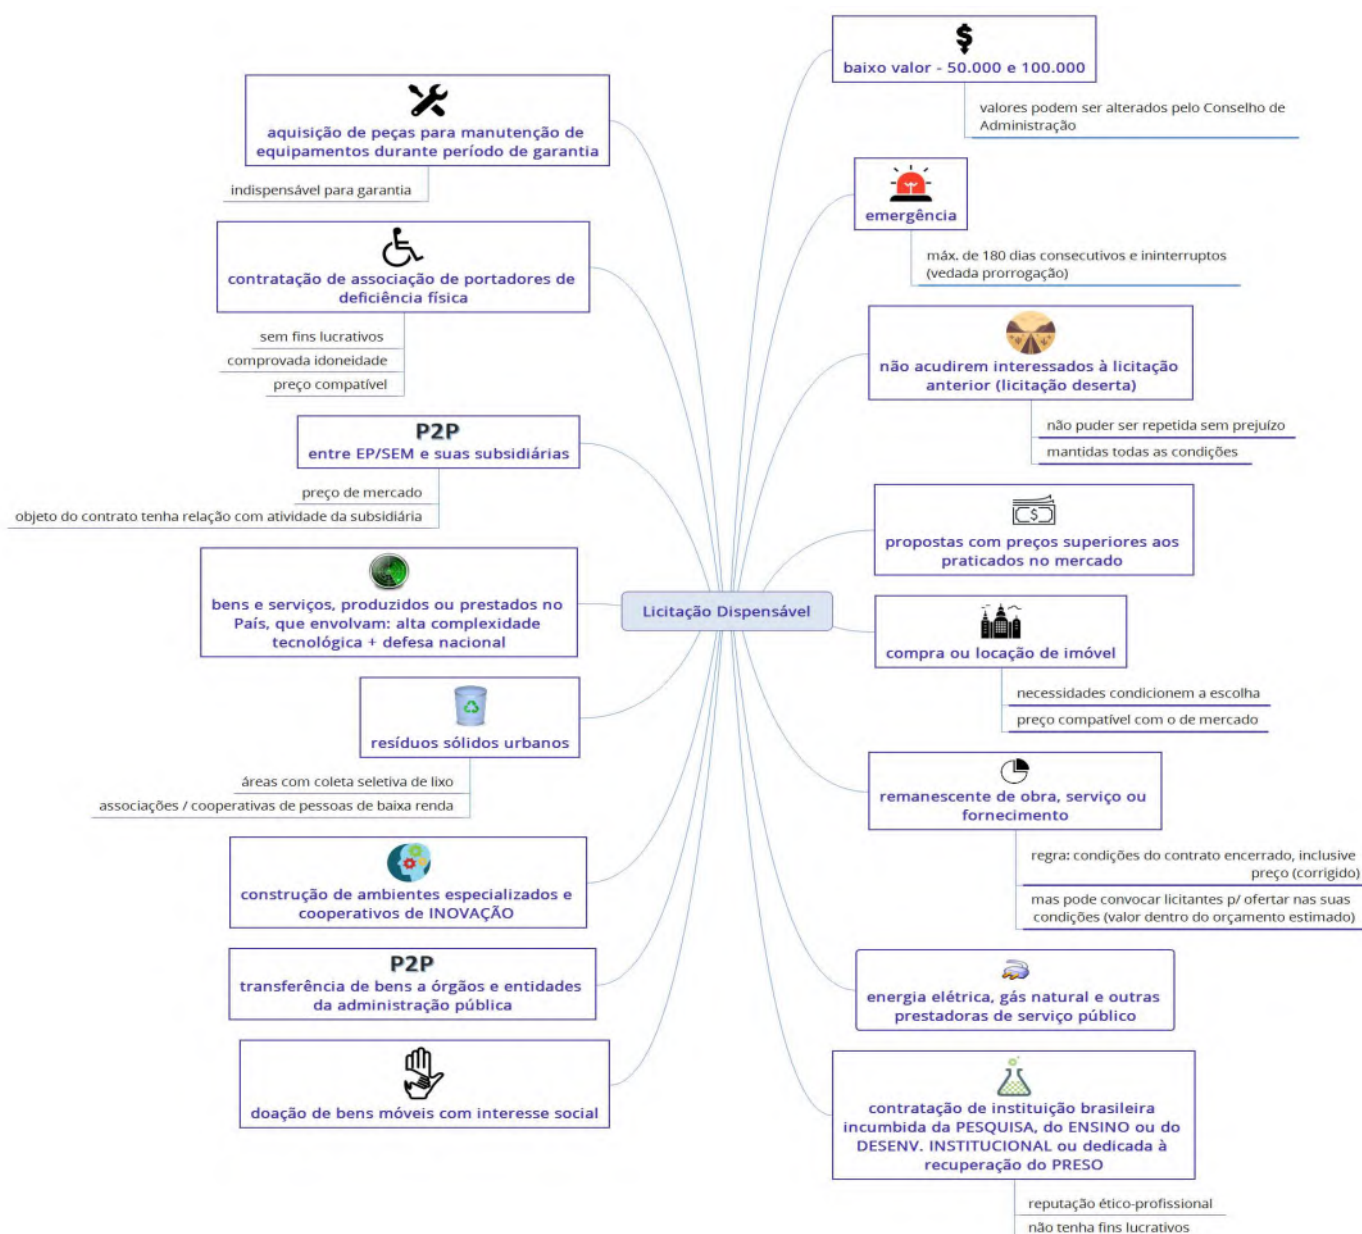 Licitação Dispensável
baixo valor - 50.000 e 100.000
valores podem ser alterados pelo Conselho de
Administração
emergência
máx. de 180 dias consecutivos e ininterruptos
(vedada prorrogação)
não acudirem interessados à licitação
anterior (licitação deserta)
não puder ser repetida sem prejuízo
mantidas todas as condições
propostas com preços superiores aos
praticados no mercado
compra ou locação de imóvel
necessidades condicionem a escolha
preço compatível com o de mercado
remanescente de obra, serviço ou
fornecimento
regra: condições do contrato encerrado, inclusive
preço (corrigido)
mas pode convocar licitantes p/ ofertar nas suas
condições (valor dentro do orçamento estimado)
energia elétrica, gás natural e outras
prestadoras de serviço público
contratação de instituição brasileira
incumbida da PESQUISA, do ENSINO ou do
DESENV. INSTITUCIONAL ou dedicada à
recuperação do PRESO
reputação ético-profissional
não tenha fins lucrativos
aquisição de peças para manutenção de
equipamentos durante período de garantia
indispensável para garantia
contratação de associação de portadores de
deficiência física
sem fins lucrativos
comprovada idoneidade
preço compatível
P2P
entre EP/SEM e suas subsidiárias
preço de mercado
objeto do contrato tenha relação com atividade da subsidiária
bens e serviços, produzidos ou prestados no
País, que envolvam: alta complexidade
tecnológica + defesa nacional
resíduos sólidos urbanos
áreas com coleta seletiva de lixo
associações / cooperativas de pessoas de baixa renda
construção de ambientes especializados e
cooperativos de INOVAÇÃO
P2P
transferência de bens a órgãos e entidades
da administração pública
doação de bens móveis com interesse social